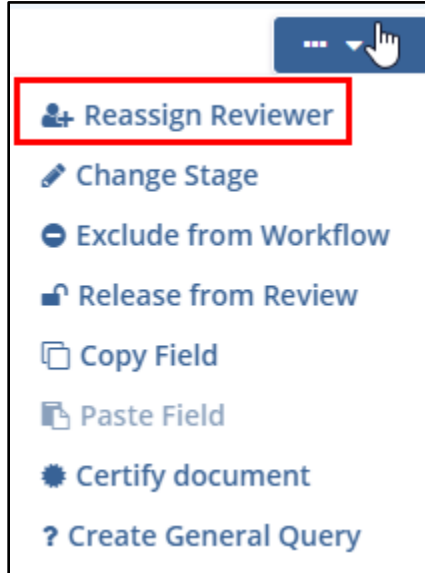 Reassign Reviewer
Change Stage
Exclude from Workflow
Release from Review
Copy Field
Paste Field
Certify document
? Create General Query